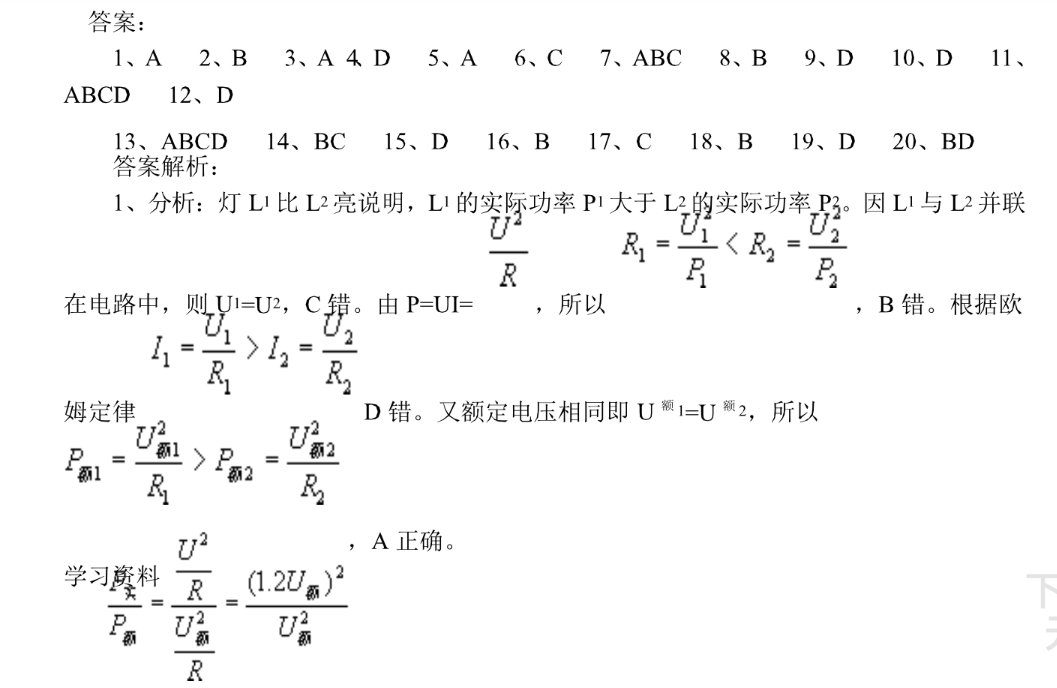 答案：
1、A 2、B 3、A 4、D 5、A 6、C 7、ABC 8、B 9、D 10、D 11、
ABCD 12、D
13、ABCD 14、BC 15、D 16、B 17、C 18、B 19、D 20、BD
答案解析：
1、分析：灯 L1 比 L2 亮说明，L1 的实际功率 P1 大于 L2 的实际功率 P2。因 L1 与 L2 并联
在电路中，则 U1=U2，C 错。由 P=UI= U²/R ，所以 R₁ = U₁²/P₁ < R₂ = U₂²/P₂ ，B 错。根据欧
姆定律 I₁ = U₁/R₁ > I₂ = U₂/R₂ D 错。又额定电压相同即 U 额 1=U 额 2，所以
P额1 = U额1²/R₁ > P额2 = U额2²/R₂ ，A 正确。
学习资料
P实/P额 = (U²/R)/(U额²/R) = (1.2U额)²/U额²
下